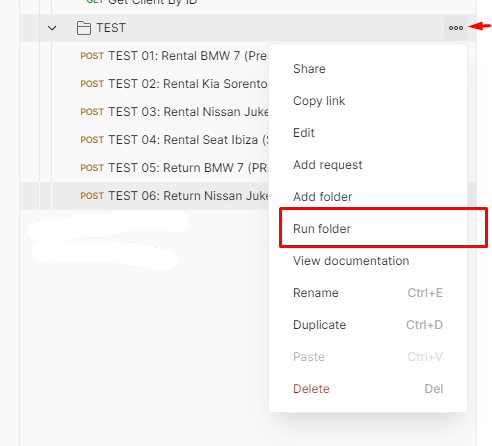 GET Get Client By ID
TEST
POST TEST 01: Rental BMW 7 (Pre
POST TEST 02: Rental Kia Sorento
POST TEST 03: Rental Nissan Juke
POST TEST 04: Rental Seat Ibiza (S
POST TEST 05: Return BMW 7 (PR
POST TEST 06: Return Nissan Juke
Share
Copy link
Edit
Add request
Add folder
Run folder
View documentation
Rename Ctrl+E
Duplicate Ctrl+D
Paste Ctrl+V
Delete Del